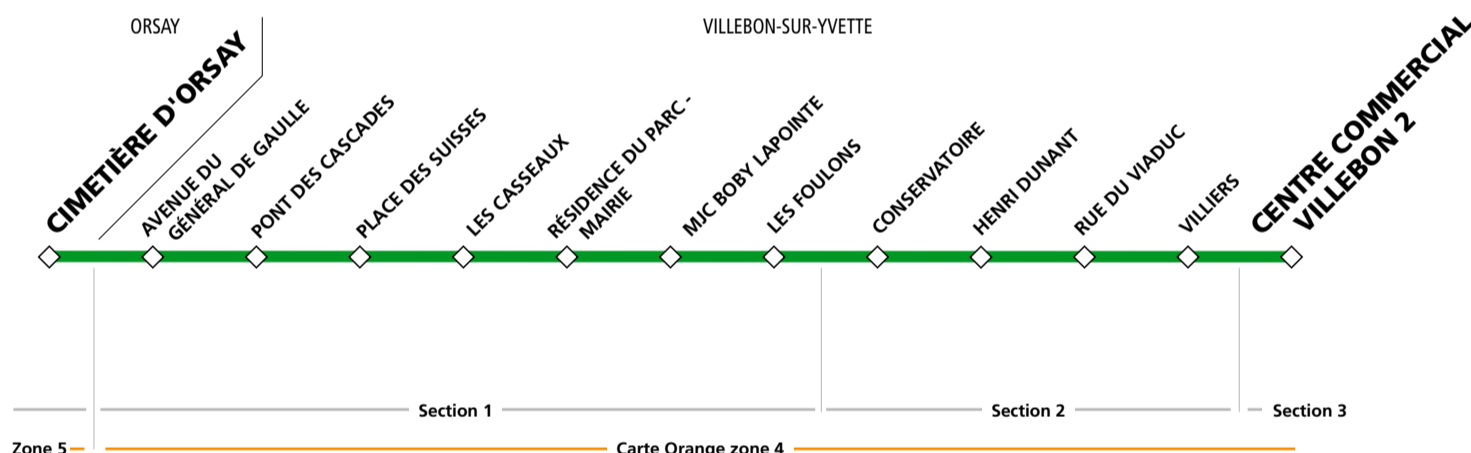 ORSAY
VILLEBON-SUR-YVETTE
CIMETIÈRE D'ORSAY
AVENUE DU
GÉNÉRAL DE GAULLE
PONT DES CASCADES
PLACE DES SUISSES
LES CASSEAUX
RÉSIDENCE DU PARC -
MAIRIE
MJC BOBY LAPOINTE
LES FOULONS
CONSERVATOIRE
HENRI DUNANT
RUE DU VIADUC
VILLIERS
CENTRE COMMERCIAL
VILLEBON 2
Section 1
Section 2
Section 3
Zone 5
Carte Orange zone 4